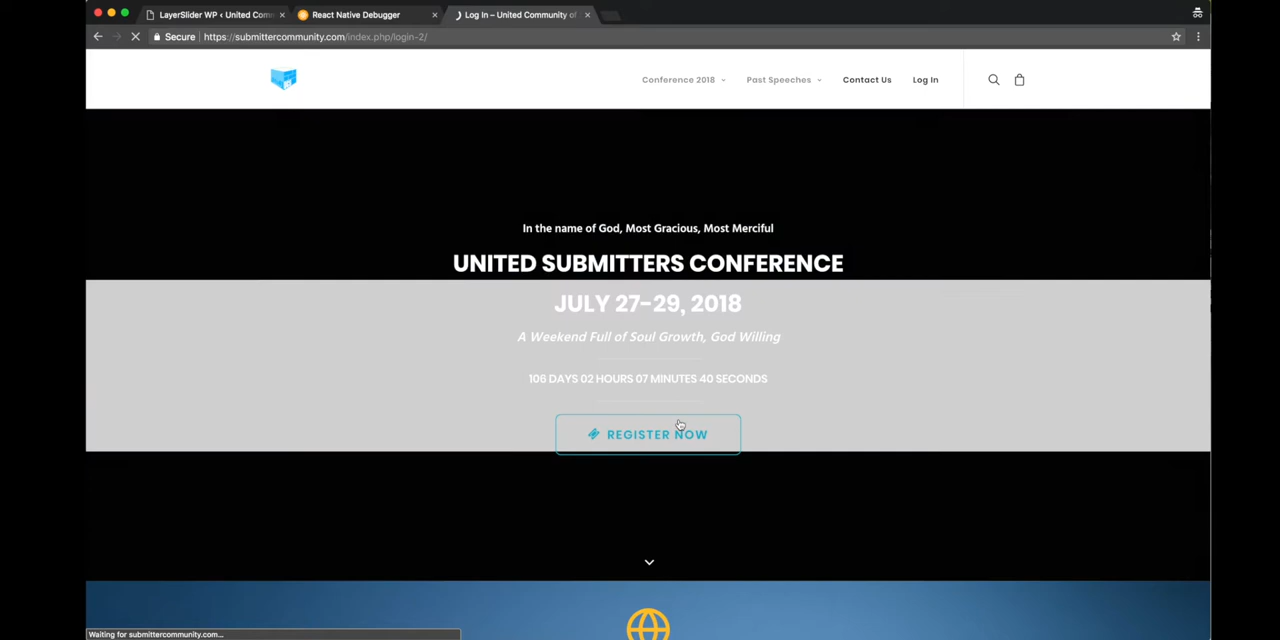 LayerSlider WP ‹ United Com
React Native Debugger
Log In – United Community of
Secure
https://submittercommunity.com/index.php/login-2/
Conference 2018
Past Speeches
Contact Us
Log In
In the name of God, Most Gracious, Most Merciful
UNITED SUBMITTERS CONFERENCE
JULY 27-29, 2018
A Weekend Full of Soul Growth, God Willing
106 DAYS 02 HOURS 07 MINUTES 40 SECONDS
REGISTER NOW
Waiting for submittercommunity.com...